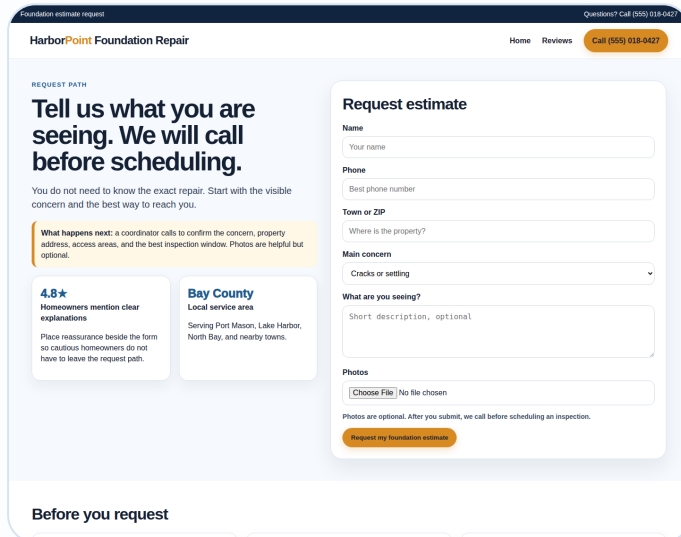 Foundation estimate request
Questions? Call (555) 018-0427
HarborPoint Foundation Repair
Home
Reviews
Call (555) 018-0427
REQUEST PATH
Tell us what you are
seeing. We will call
before scheduling.
You do not need to know the exact repair. Start with the visible
concern and the best way to reach you.
What happens next: a coordinator calls to confirm the concern, property
address, access areas, and the best inspection window. Photos are helpful but
optional.
4.8★
Homeowners mention clear
explanations
Place reassurance beside the form
so cautious homeowners do not
have to leave the request path.
Bay County
Local service area
Serving Port Mason, Lake Harbor,
North Bay, and nearby towns.
Request estimate
Name
Your name
Phone
Best phone number
Town or ZIP
Where is the property?
Main concern
Cracks or settling
What are you seeing?
Short description, optional
Photos
Choose File No file chosen
Photos are optional. After you submit, we call before scheduling an inspection.
Request my foundation estimate
Before you request